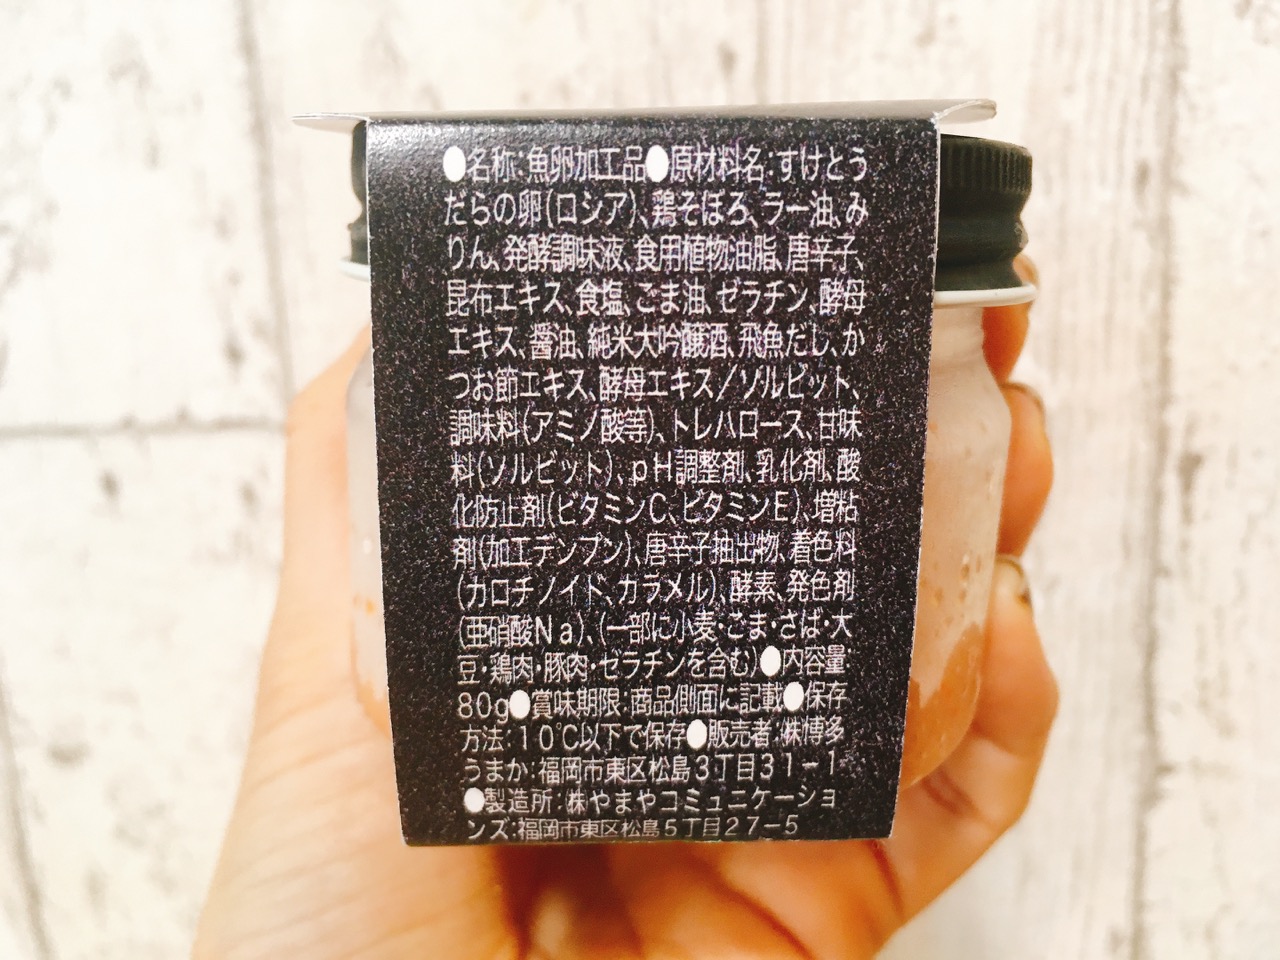 ●名称:魚卵加工品●原材料名:すけとう
だらの卵(ロシア)、鶏そぼろ、ラー油、み
りん、発酵調味液、食用植物油脂、唐辛子、
昆布エキス、食塩、ごま油、ゼラチン、酵母
エキス、醤油、純米大吟醸酒、飛魚だし、か
つお節エキス、酵母エキス/ソルビット、
調味料(アミノ酸等)、トレハロース、甘味
料(ソルビット)、pH調整剤、乳化剤、酸
化防止剤(ビタミンC、ビタミンE)、増粘
剤(加工デンプン)、唐辛子抽出物、着色料
(カロチノイド、カラメル)、酵素、発色剤
(亜硝酸Na)、(一部に小麦・ごま・さば・大
豆・鶏肉・豚肉・ゼラチンを含む)●内容量
80g●賞味期限:商品側面に記載●保存
方法:10℃以下で保存●販売者:㈱博多
うまか:福岡市東区松島3丁目31-1
●製造所:㈱やまやコミュニケーショ
ンズ:福岡市東区松島5丁目27-5